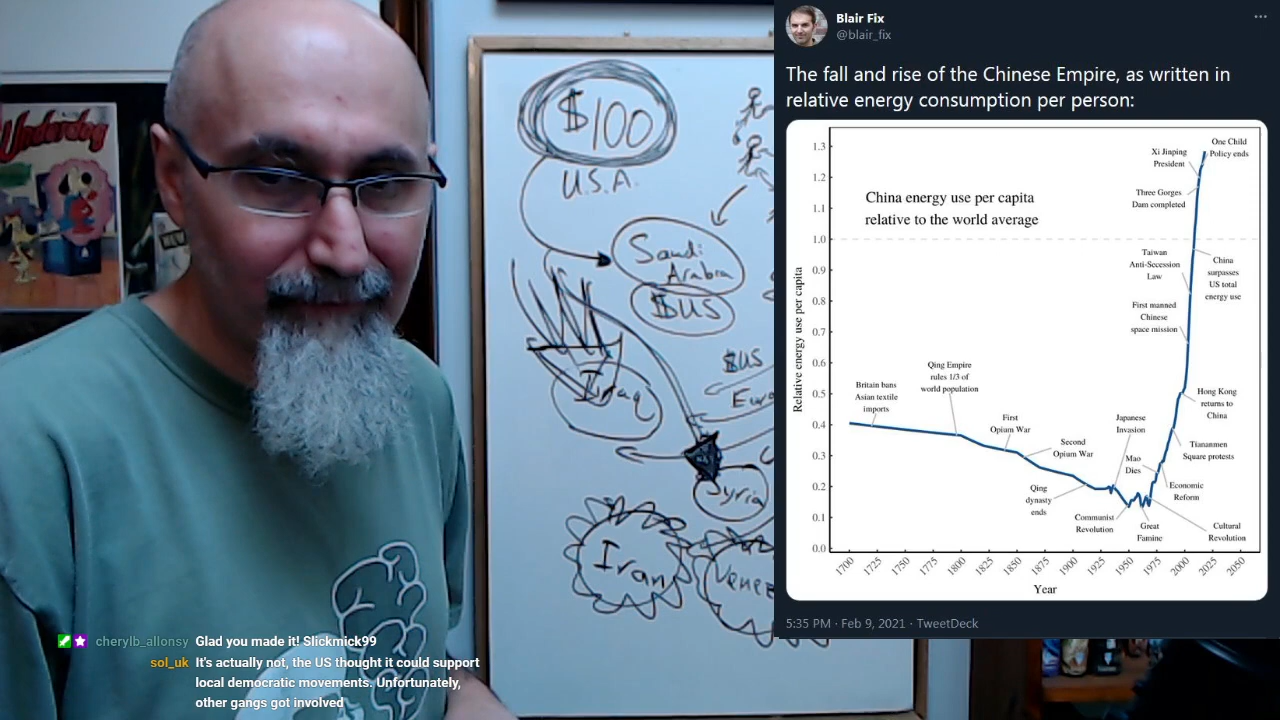 Underdog
$100
U.S.A.
Saudi
Arabia
$US
$US
Euro
Iraq
Syria
Iran
Venez
cherylb_allonsy Glad you made it! Slickmick99
sol_uk It's actually not, the US thought it could support
local democratic movements. Unfortunately,
other gangs got involved
Blair Fix
@blair_fix
The fall and rise of the Chinese Empire, as written in
relative energy consumption per person:
China energy use per capita
relative to the world average
Relative energy use per capita
1.3
1.2
1.1
1.0
0.9
0.8
0.7
0.6
0.5
0.4
0.3
0.2
0.1
0.0
Britain bans
Asian textile
imports
Qing Empire
rules 1/3 of
world population
First
Opium War
Second
Opium War
Qing
dynasty
ends
Japanese
Invasion
Mao
Dies
Communist
Revolution
Great
Famine
Cultural
Revolution
Economic
Reform
Tiananmen
Square protests
Hong Kong
returns to
China
First manned
Chinese
space mission
Taiwan
Anti-Secession
Law
China
surpasses
US total
energy use
Three Gorges
Dam completed
Xi Jinping
President
One Child
Policy ends
1700
1725
1750
1775
1800
1825
1850
1875
1900
1925
1950
1975
2000
2025
2050
Year
5:35 PM · Feb 9, 2021 · TweetDeck